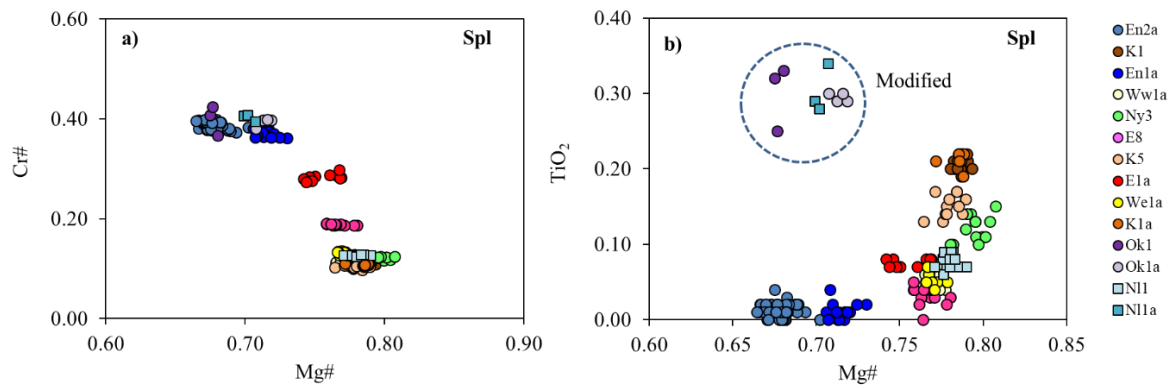 a)
Spl
0.60
0.40
0.20
0.00
Cr#
0.60
0.70
0.80
0.90
Mg#
b)
Spl
Modified
0.40
0.30
0.20
0.10
0.00
TiO₂
0.60
0.65
0.70
0.75
0.80
0.85
Mg#
En2a
K1
En1a
Ww1a
Ny3
E8
K5
E1a
We1a
K1a
Ok1
Ok1a
Nl1
Nl1a